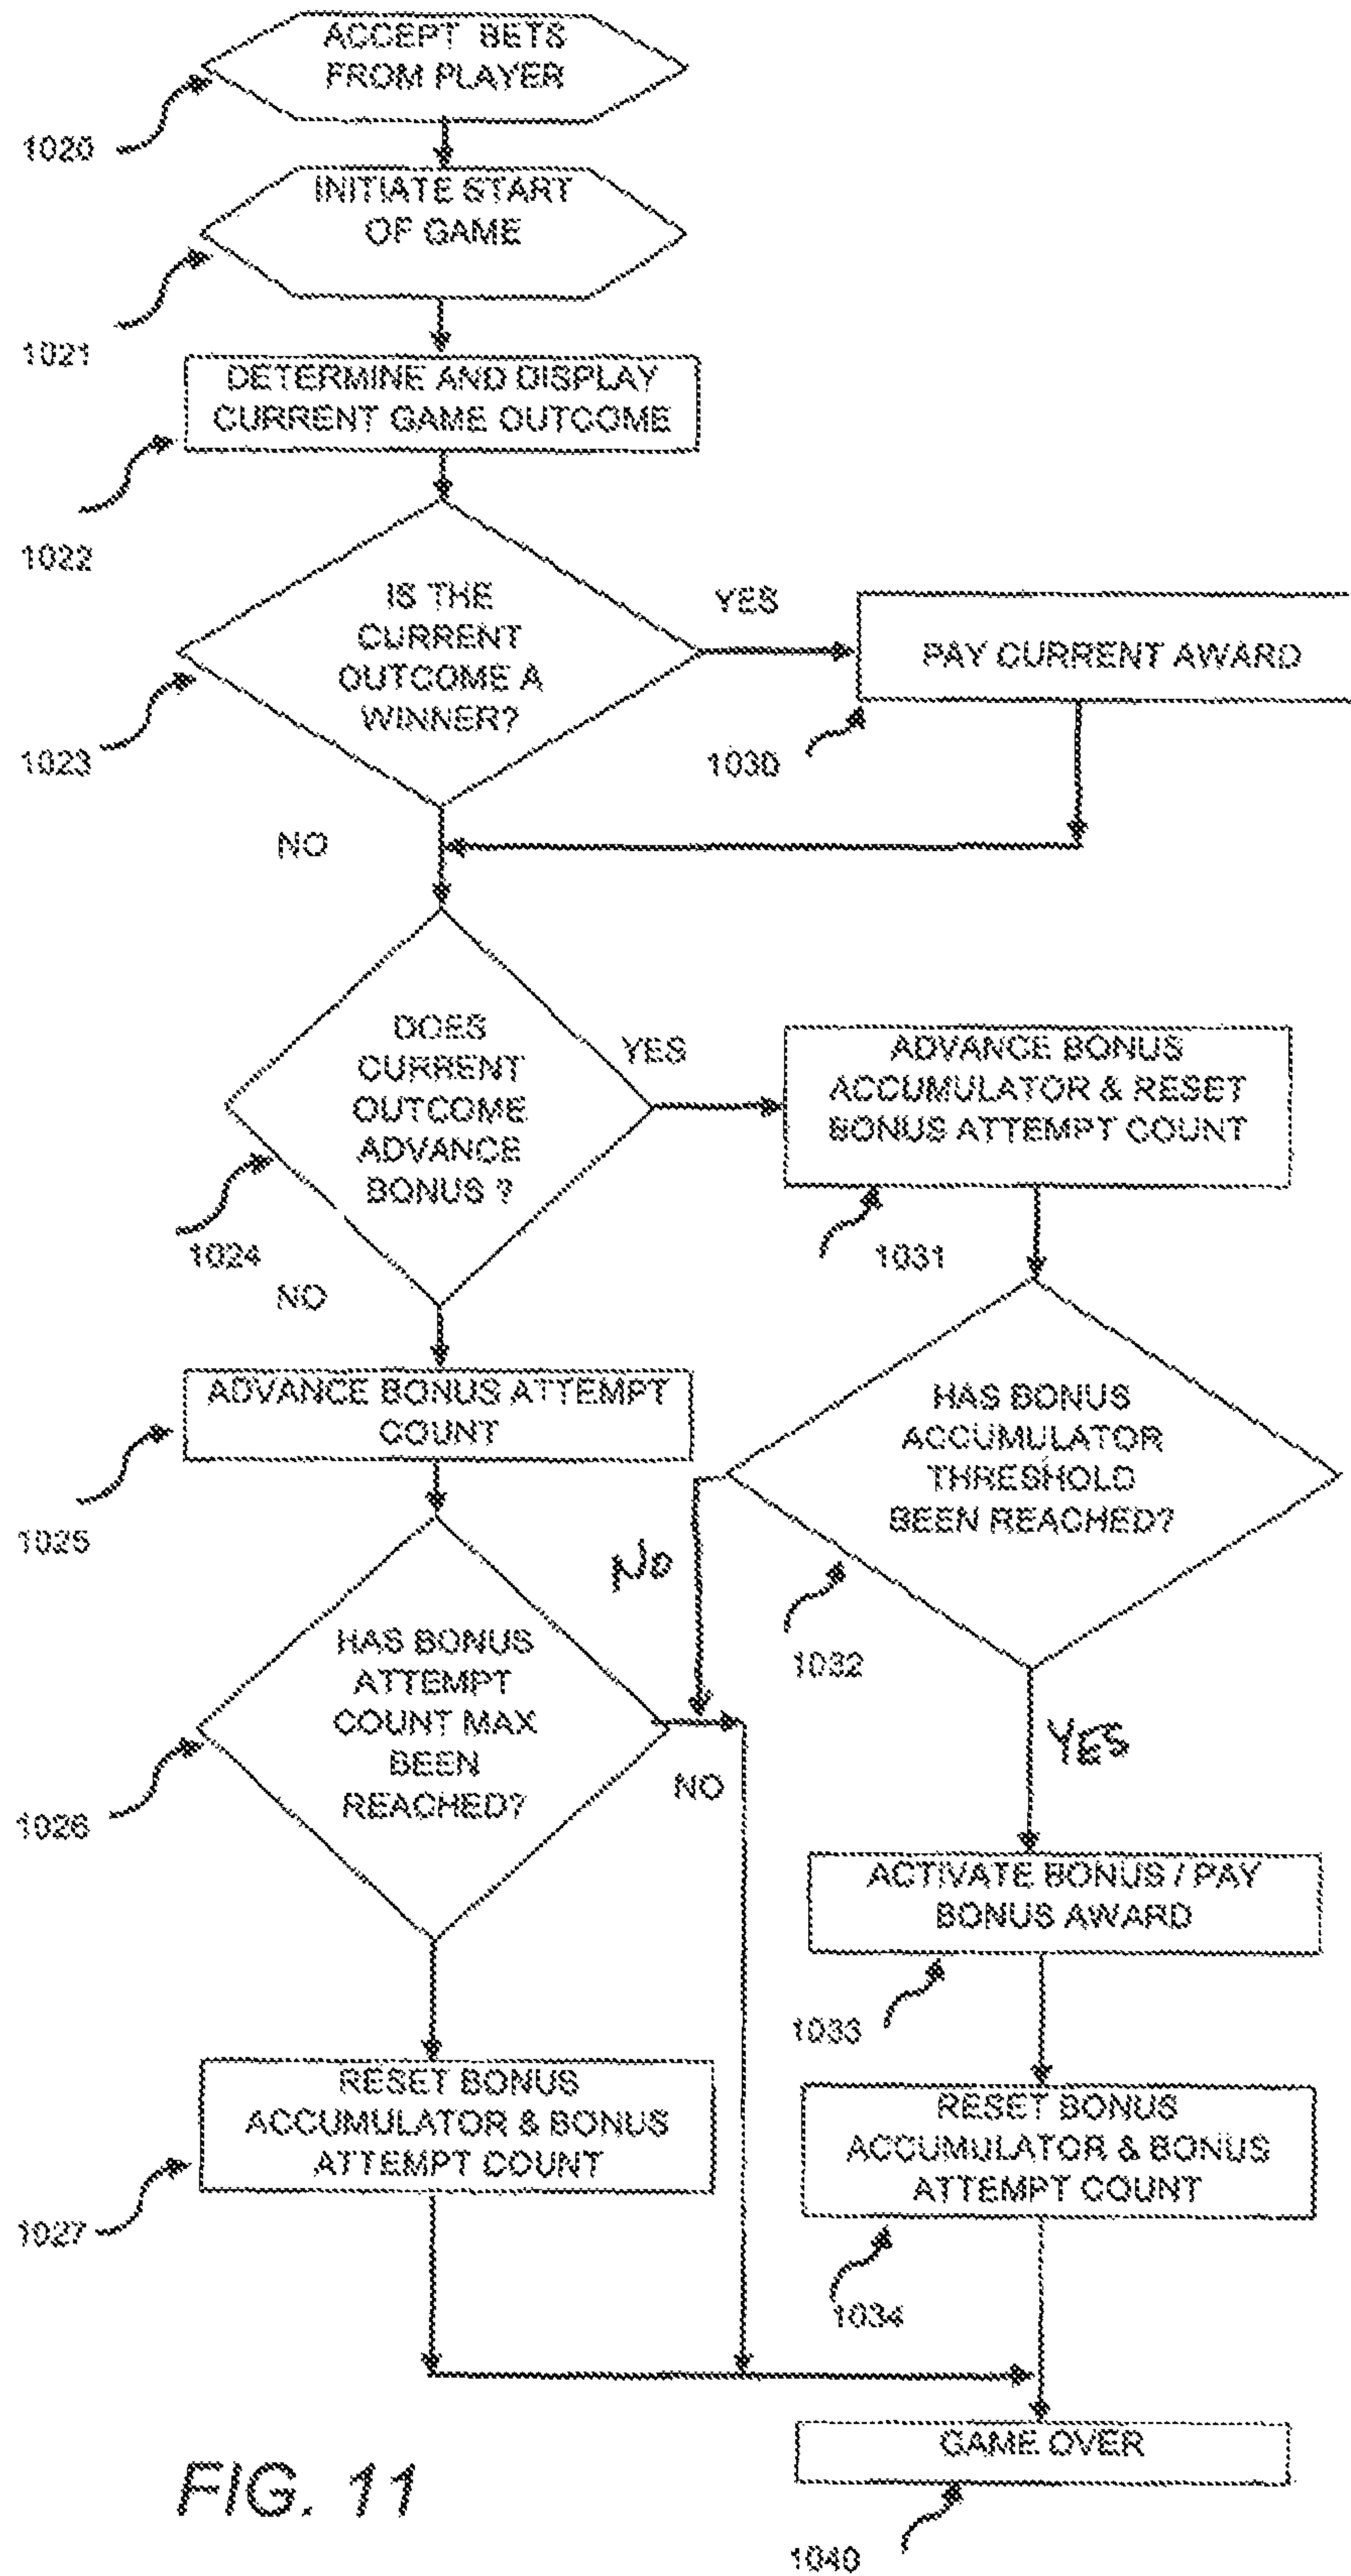 ACCEPT BETS
FROM PLAYER
1020
INITIATE START
OF GAME
1021
DETERMINE AND DISPLAY
CURRENT GAME OUTCOME
1022
IS THE
CURRENT
OUTCOME A
WINNER?
1023
YES
PAY CURRENT AWARD
1030
NO
DOES
CURRENT
OUTCOME
ADVANCE
BONUS ?
1024
YES
ADVANCE BONUS
ACCUMULATOR & RESET
BONUS ATTEMPT COUNT
1031
NO
ADVANCE BONUS ATTEMPT
COUNT
1025
HAS BONUS
ACCUMULATOR
THRESHOLD
BEEN REACHED?
1032
NO
HAS BONUS
ATTEMPT
COUNT MAX
BEEN
REACHED?
1026
NO
YES
ACTIVATE BONUS / PAY
BONUS AWARD
1033
RESET BONUS
ACCUMULATOR & BONUS
ATTEMPT COUNT
1027
RESET BONUS
ACCUMULATOR & BONUS
ATTEMPT COUNT
1034
GAME OVER
1040
FIG. 11